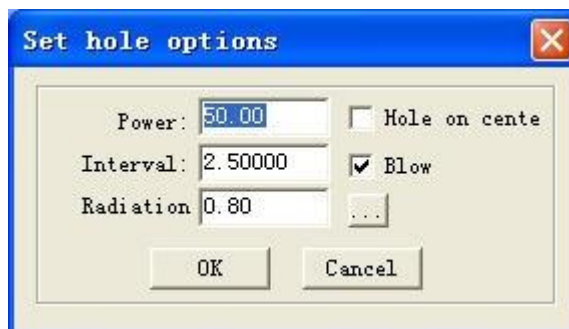 Set hole options
Power: 50.00 Hole on cente
Interval: 2.50000 Blow
Radiation 0.80 ...
OK Cancel